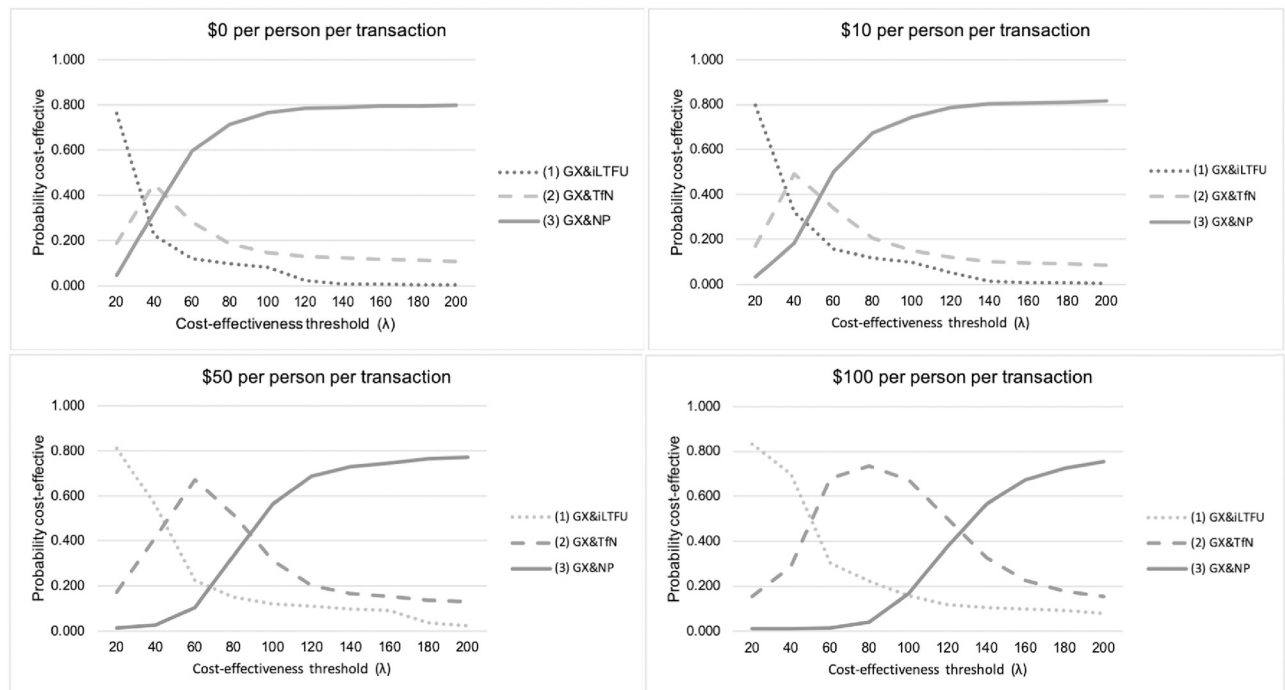 $0 per person per transaction
1.000
0.800
0.600
0.400
0.200
0.000
Probability cost-effective
20 40 60 80 100 120 140 160 180 200
Cost-effectiveness threshold (λ)
(1) GX&iLTFU
(2) GX&TfN
(3) GX&NP
$10 per person per transaction
1.000
0.800
0.600
0.400
0.200
0.000
Probability cost-effective
20 40 60 80 100 120 140 160 180 200
Cost-effectiveness threshold (λ)
(1) GX&iLTFU
(2) GX&TfN
(3) GX&NP
$50 per person per transaction
1.000
0.800
0.600
0.400
0.200
0.000
Probability cost-effective
20 40 60 80 100 120 140 160 180 200
Cost-effectiveness threshold (λ)
(1) GX&iLTFU
(2) GX&TfN
(3) GX&NP
$100 per person per transaction
1.000
0.800
0.600
0.400
0.200
0.000
Probability cost-effective
20 40 60 80 100 120 140 160 180 200
Cost-effectiveness threshold (λ)
(1) GX&iLTFU
(2) GX&TfN
(3) GX&NP